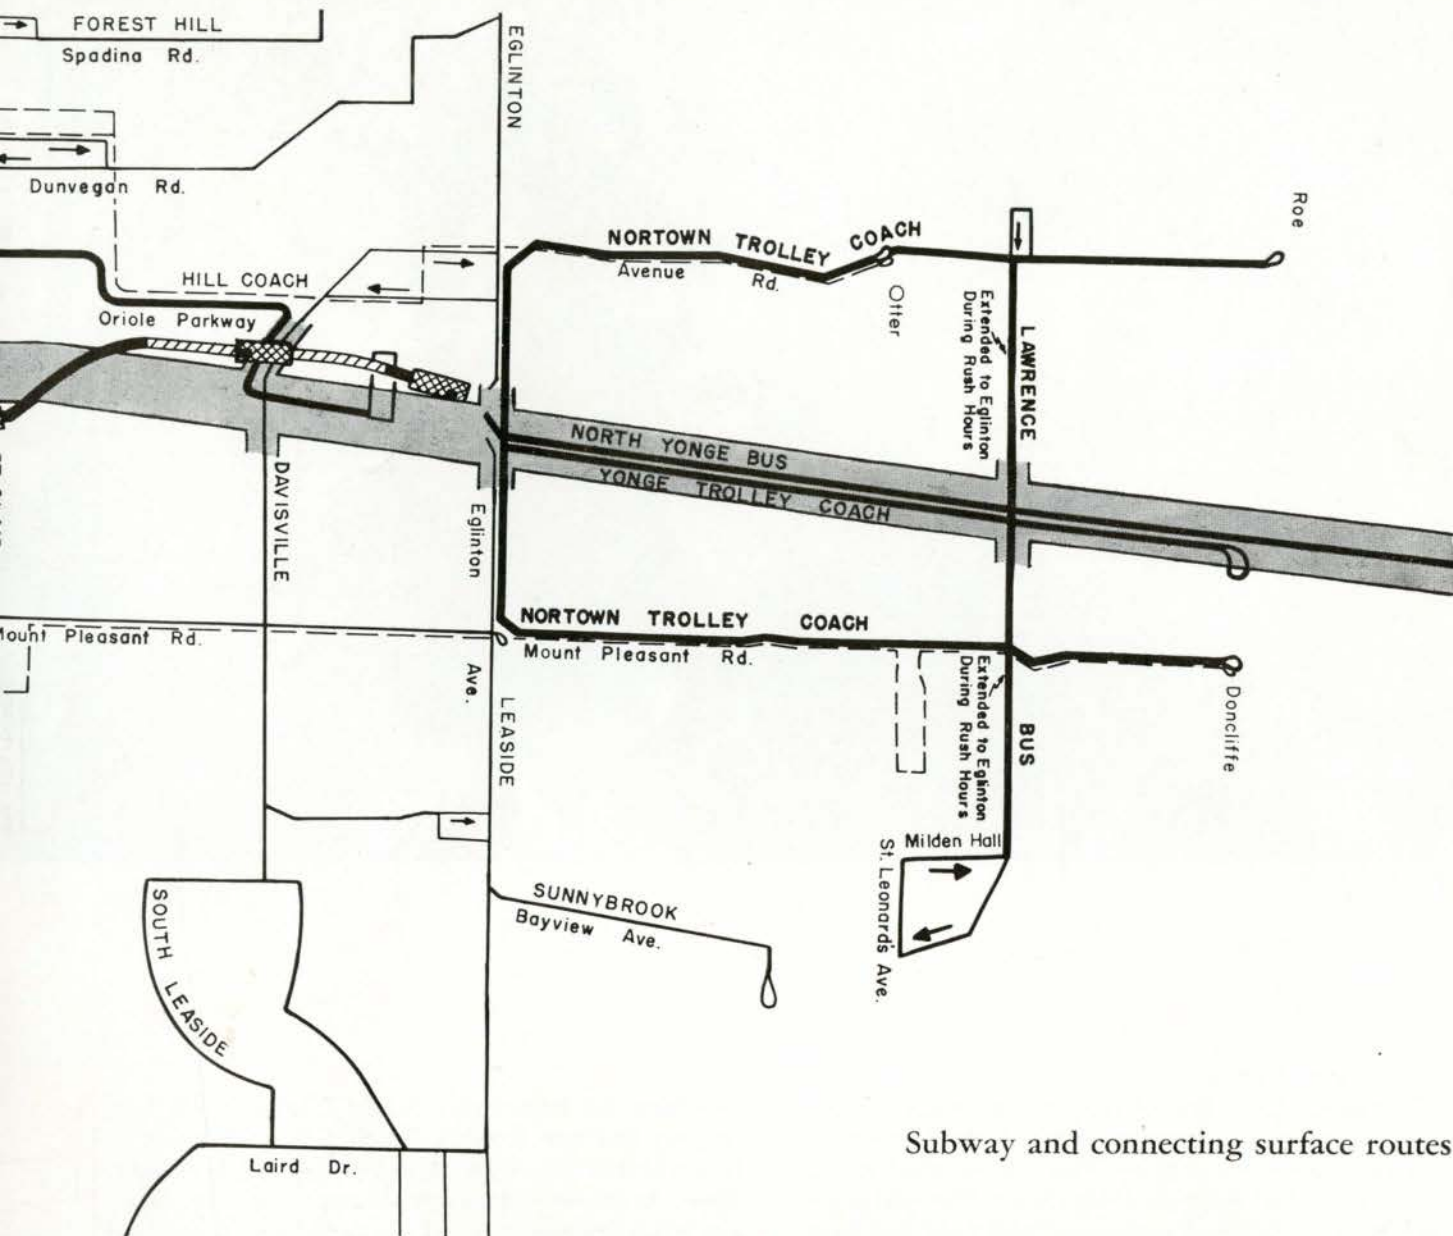 FOREST HILL
Spadina Rd.
EGLINTON
Dunvegan Rd.
Roe
NORTOWN TROLLEY COACH
Avenue Rd.
Otter
HILL COACH
Oriole Parkway
Extended to Eglinton
During Rush Hours
LAWRENCE
NORTH YONGE BUS
YONGE TROLLEY COACH
DAVISVILLE
Eglinton
Ave.
NORTOWN TROLLEY COACH
Mount Pleasant Rd.
Mount Pleasant Rd.
Extended to Eglinton
During Rush Hours
BUS
Doncliffe
LEASIDE
Milden Hall
St. Leonard's Ave.
SUNNYBROOK
Bayview Ave.
SOUTH LEASIDE
Laird Dr.
Subway and connecting surface routes